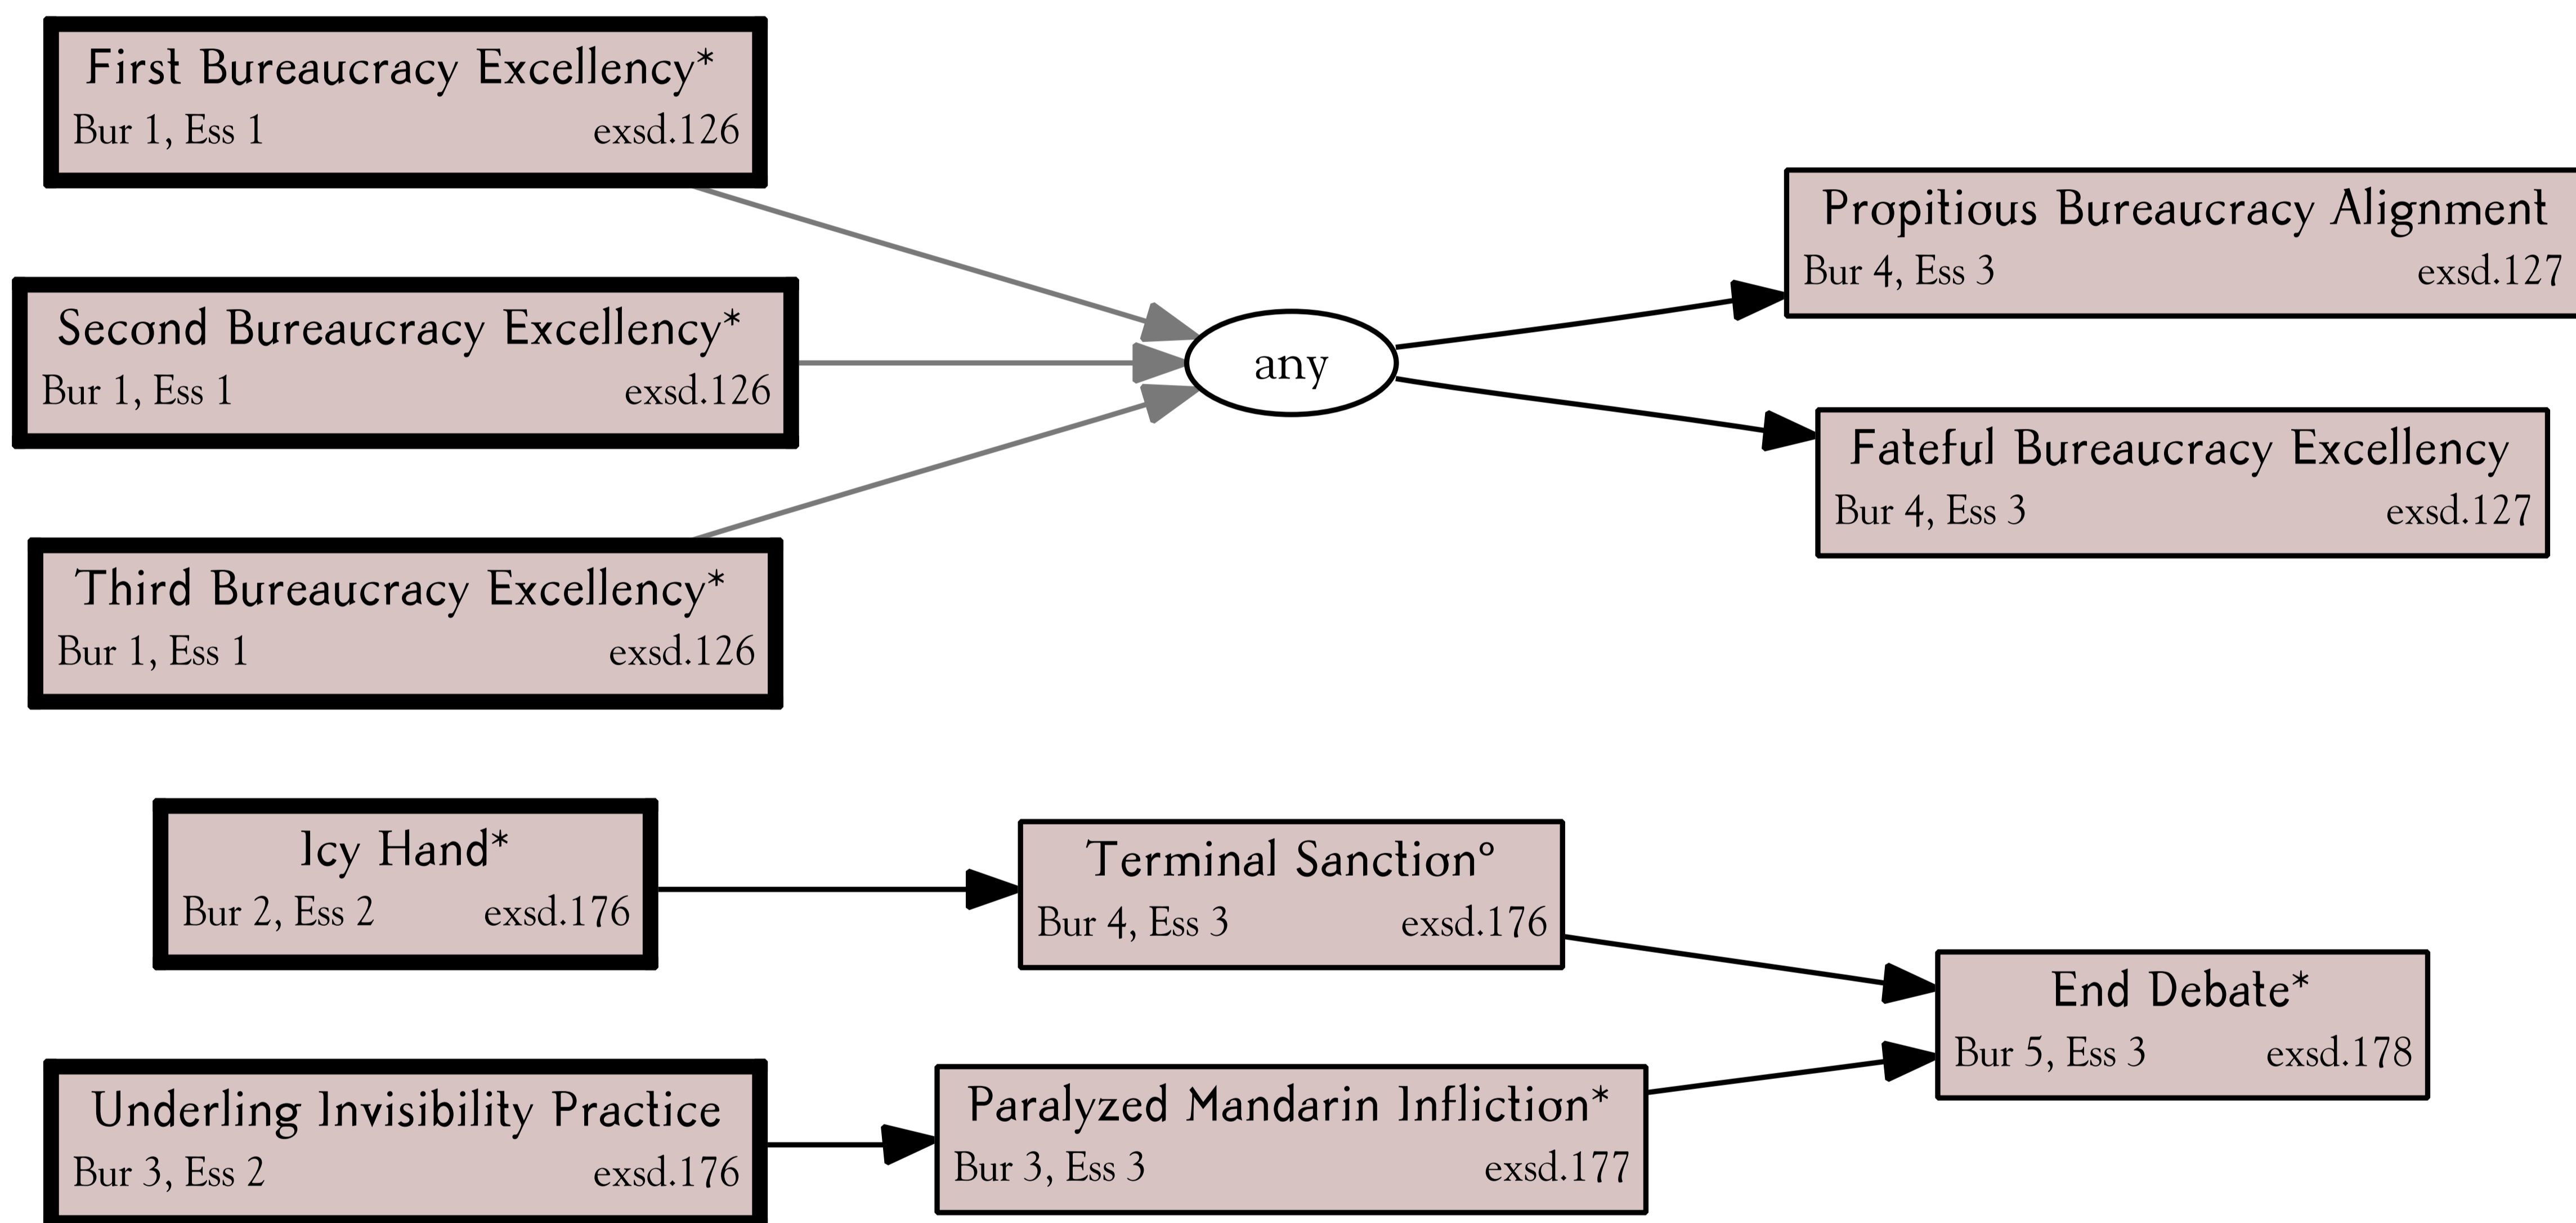 First Bureaucracy Excellency*
Bur 1, Ess 1 exsd.126
Second Bureaucracy Excellency*
Bur 1, Ess 1 exsd.126
Third Bureaucracy Excellency*
Bur 1, Ess 1 exsd.126
any
Propitious Bureaucracy Alignment
Bur 4, Ess 3 exsd.127
Fateful Bureaucracy Excellency
Bur 4, Ess 3 exsd.127
Icy Hand*
Bur 2, Ess 2 exsd.176
Terminal Sanction°
Bur 4, Ess 3 exsd.176
Underling Invisibility Practice
Bur 3, Ess 2 exsd.176
Paralyzed Mandarin Infliction*
Bur 3, Ess 3 exsd.177
End Debate*
Bur 5, Ess 3 exsd.178